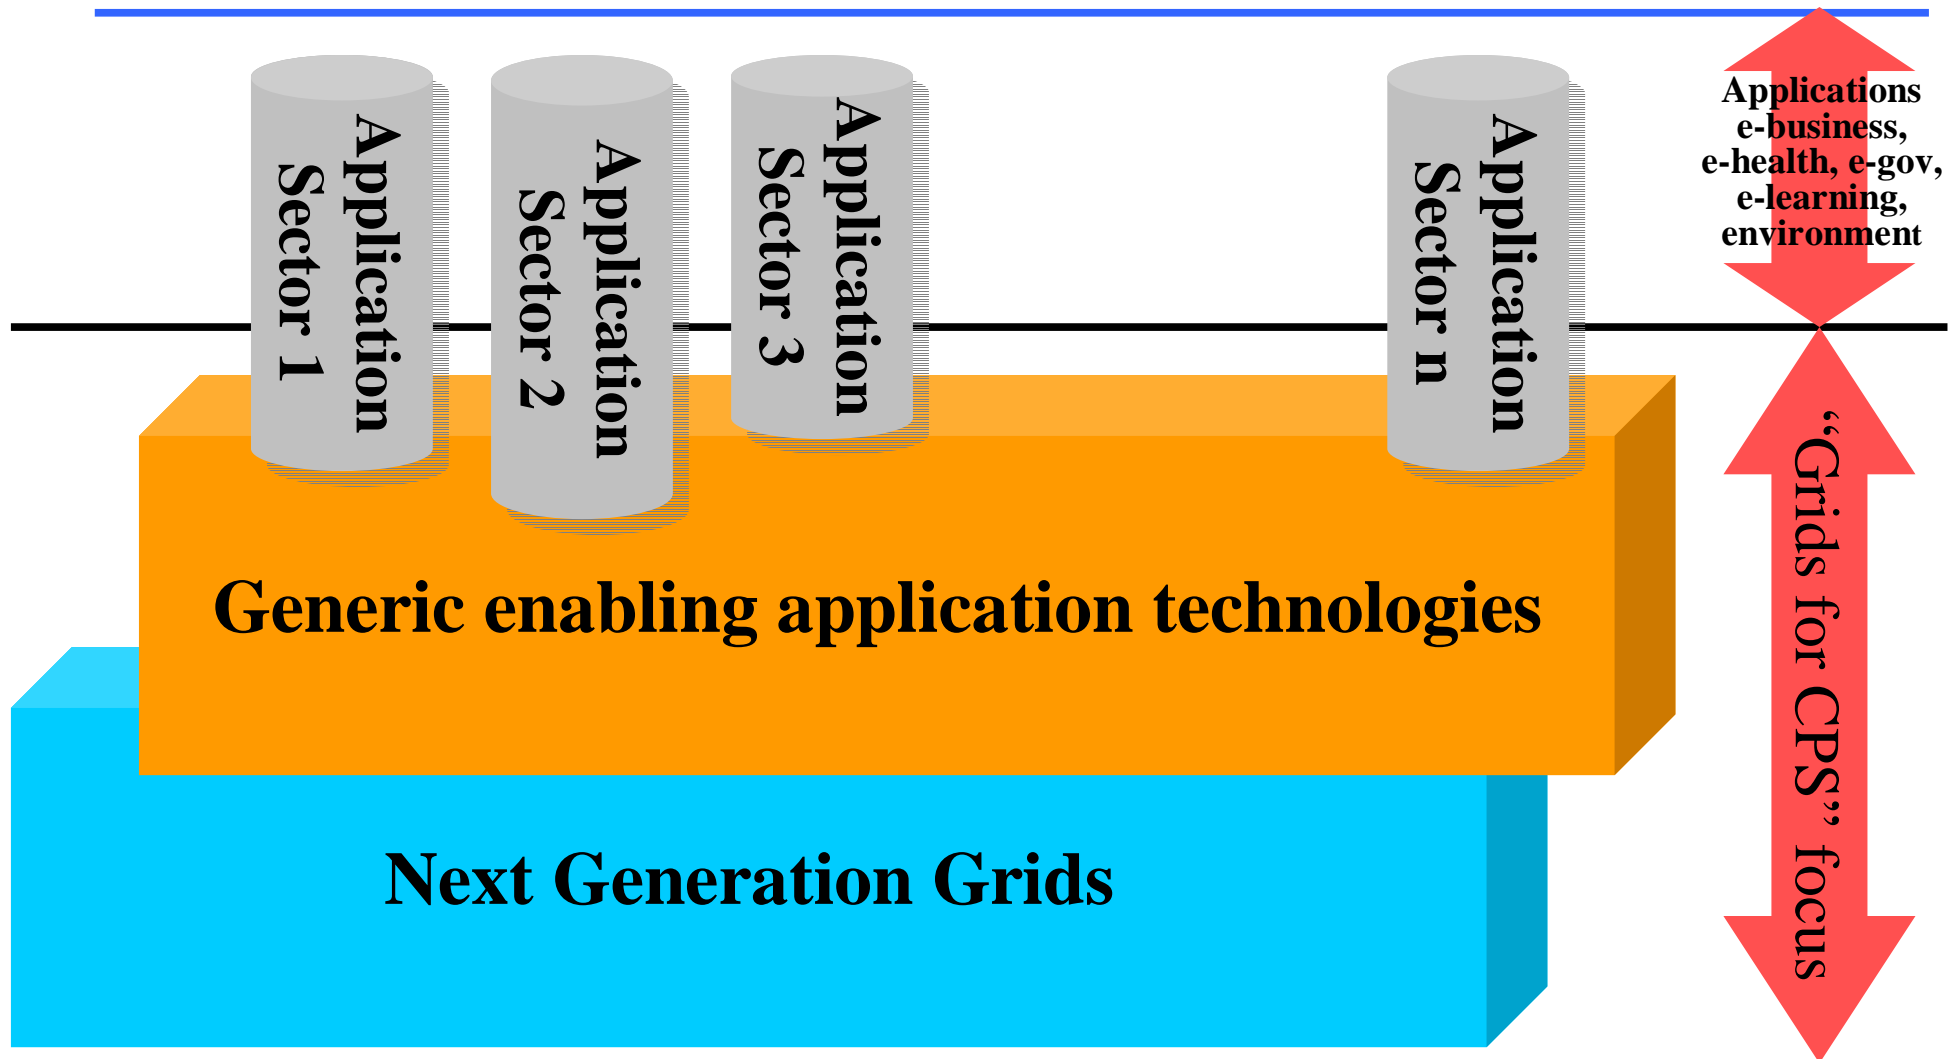 Application
Sector 1
Application
Sector 2
Application
Sector 3
Application
Sector n
Applications
e-business,
e-health, e-gov,
e-learning,
environment
Generic enabling application technologies
Next Generation Grids
“Grids for CPS” focus